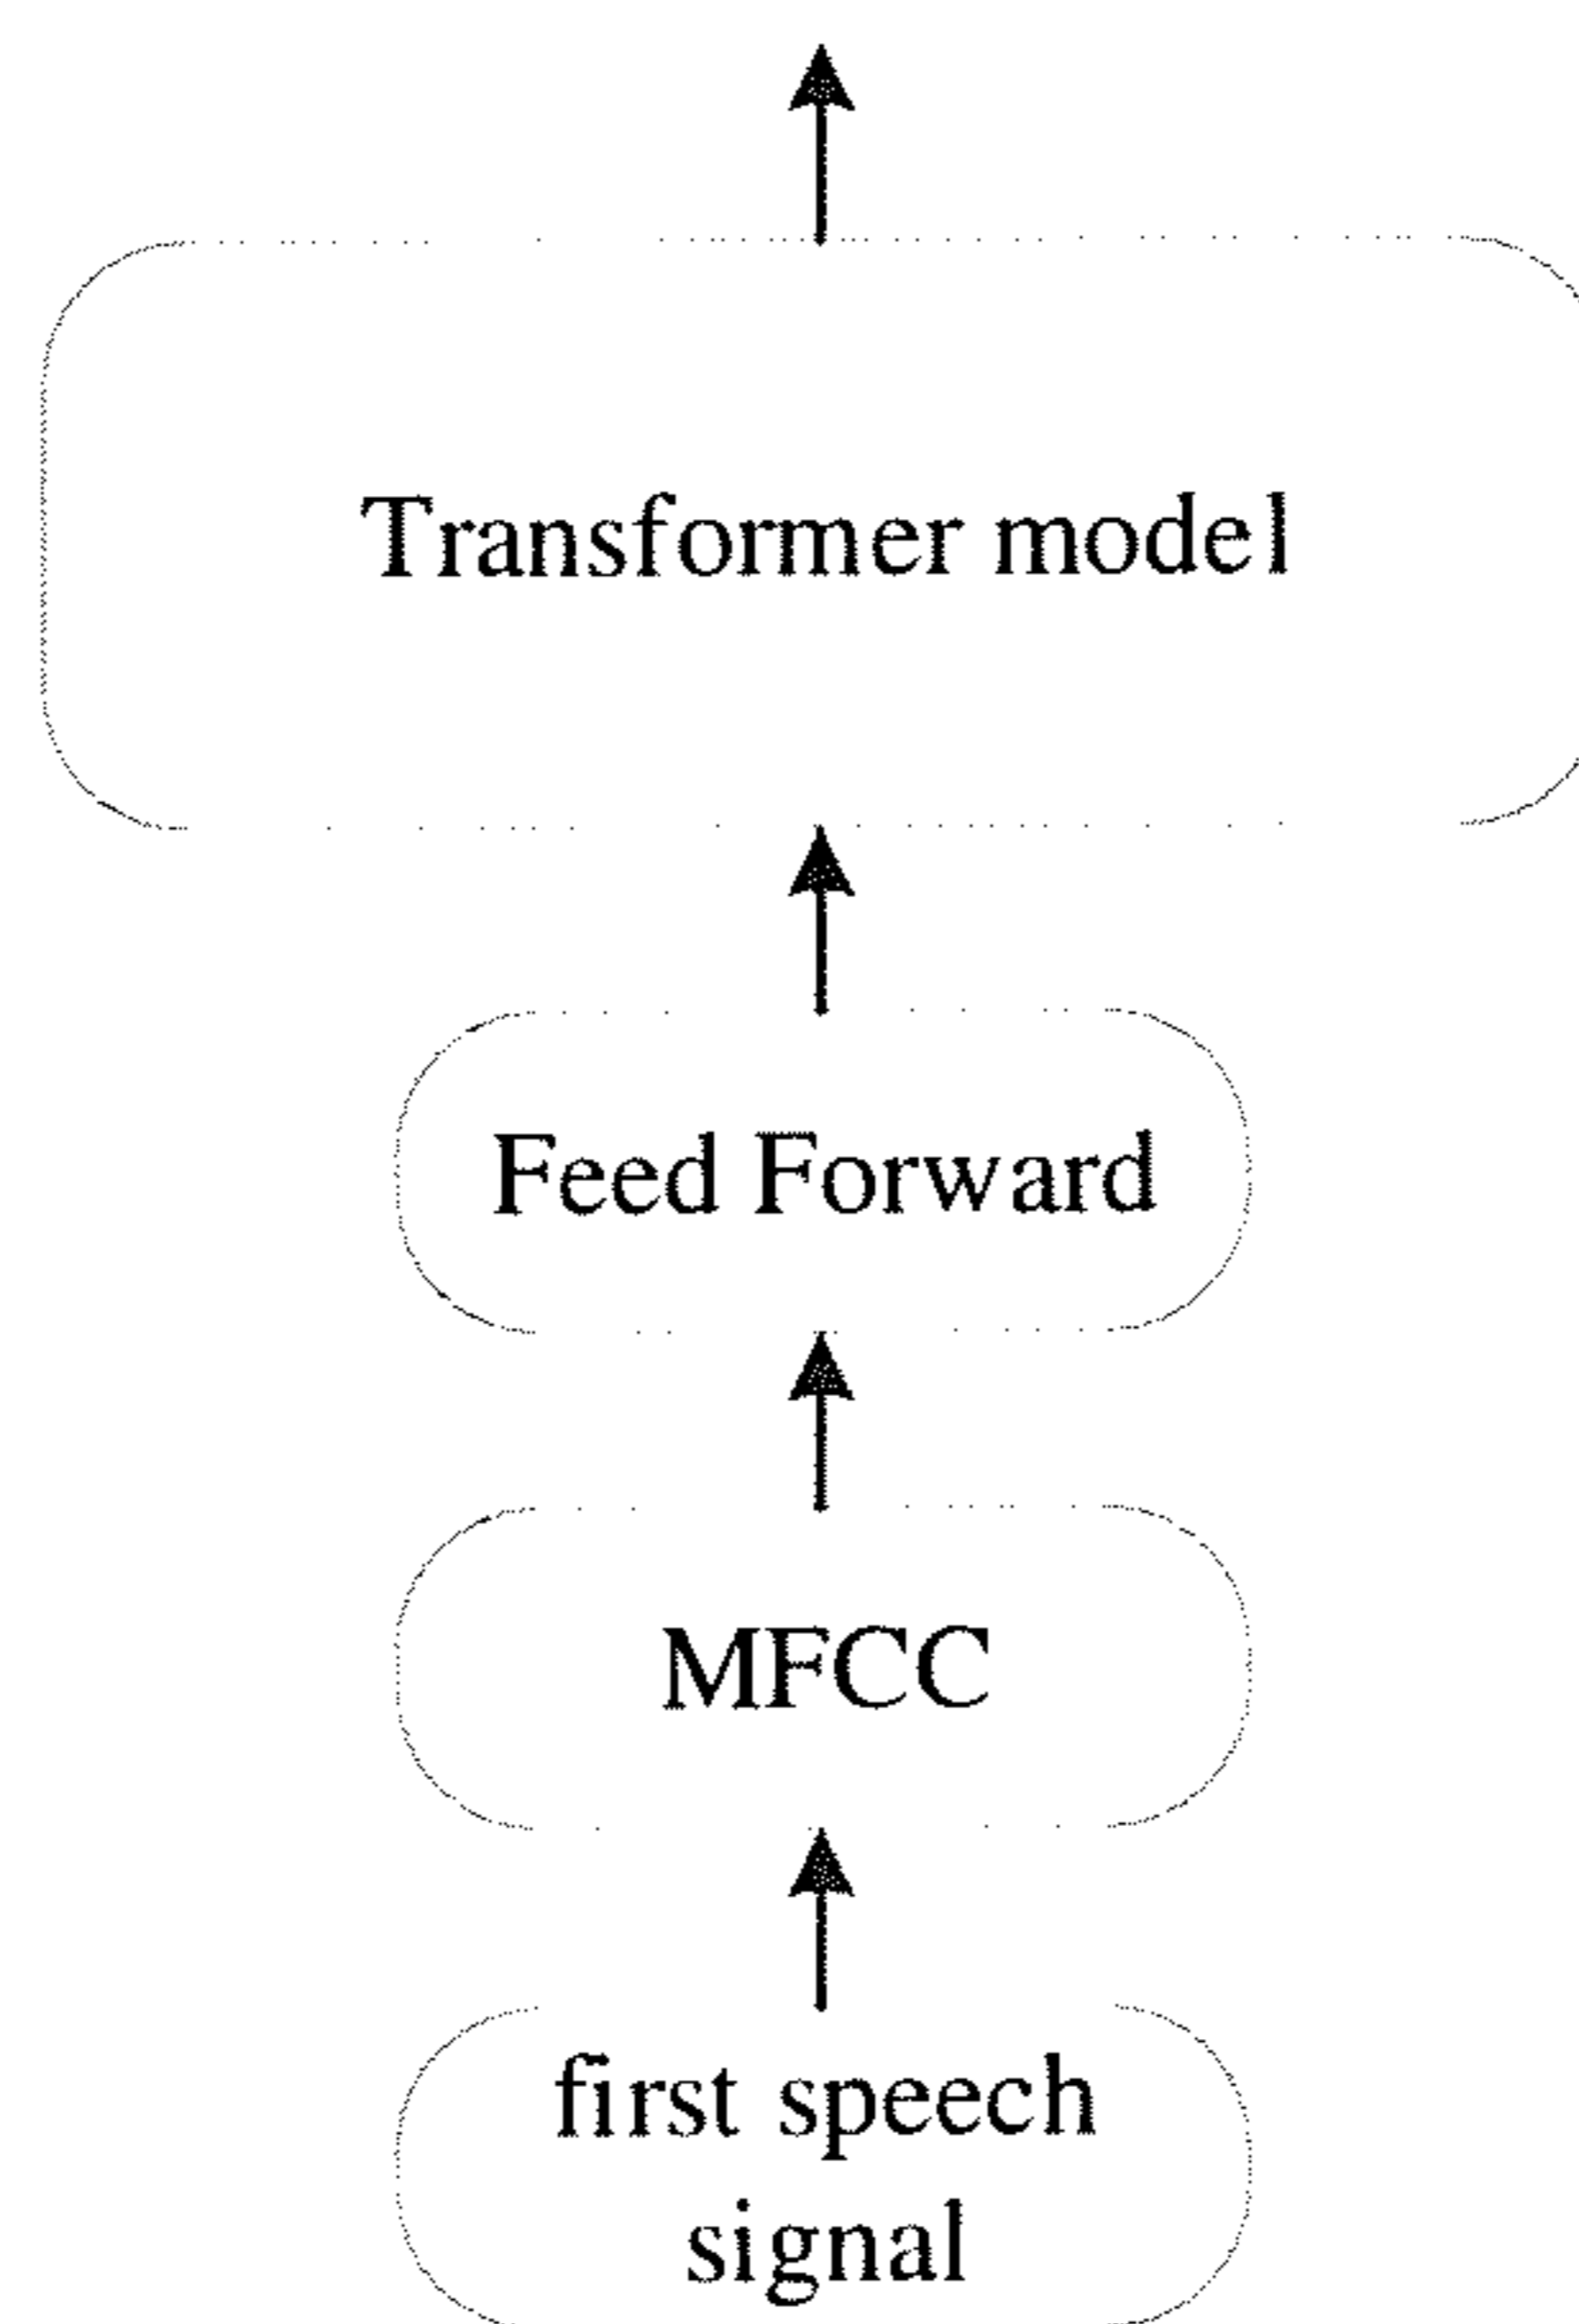 Transformer model
Feed Forward
MFCC
first speech
signal